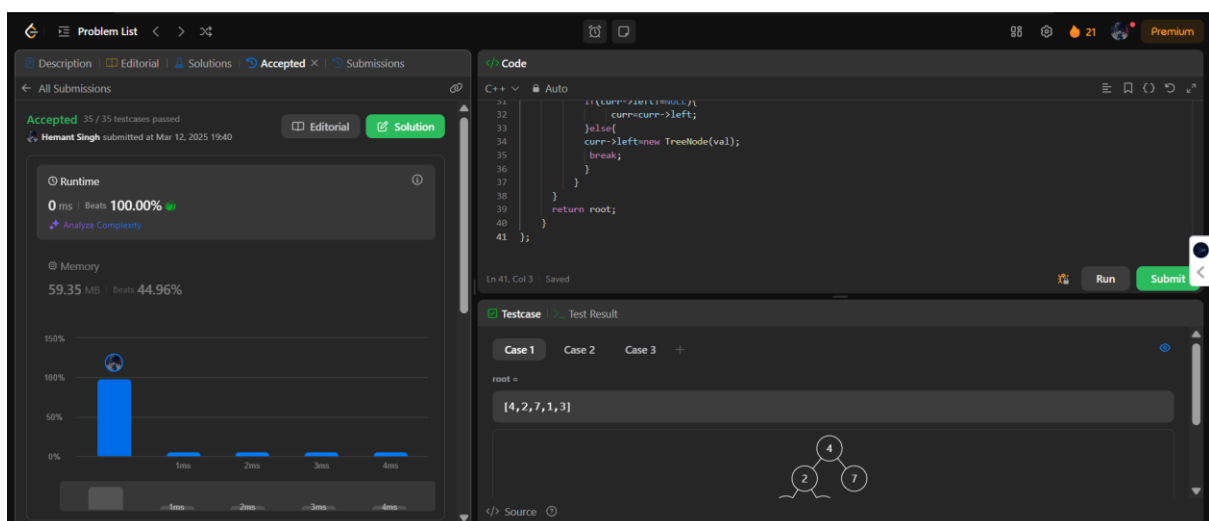 Problem List
21
Premium
Description
Editorial
Solutions
Accepted
Submissions
All Submissions
Accepted 35 / 35 testcases passed
Hemant Singh submitted at Mar 12, 2025 19:40
Editorial
Solution
Runtime
0 ms | Beats 100.00%
Analyze Complexity
Memory
59.35 MB | Beats 44.96%
150%
100%
50%
0%
1ms 2ms 3ms 4ms
1ms 2ms 3ms 4ms
</> Code
C++ Auto
31 if(curr->left!=NULL){
32 curr=curr->left;
33 }else{
34 curr->left=new TreeNode(val);
35 break;
36 }
37 }
38 }
39 return root;
40 }
41 };
Ln 41, Col 3 Saved
Run
Submit
Testcase
>_ Test Result
Case 1 Case 2 Case 3 +
root =
[4,2,7,1,3]
4
2 7
</> Source